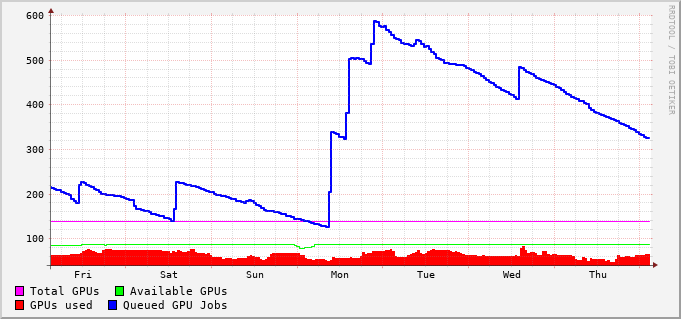 600
500
400
300
200
100
Fri Sat Sun Mon Tue Wed Thu
Total GPUs Available GPUs
GPUs used Queued GPU Jobs
RRDTOOL / TOBI OETIKER